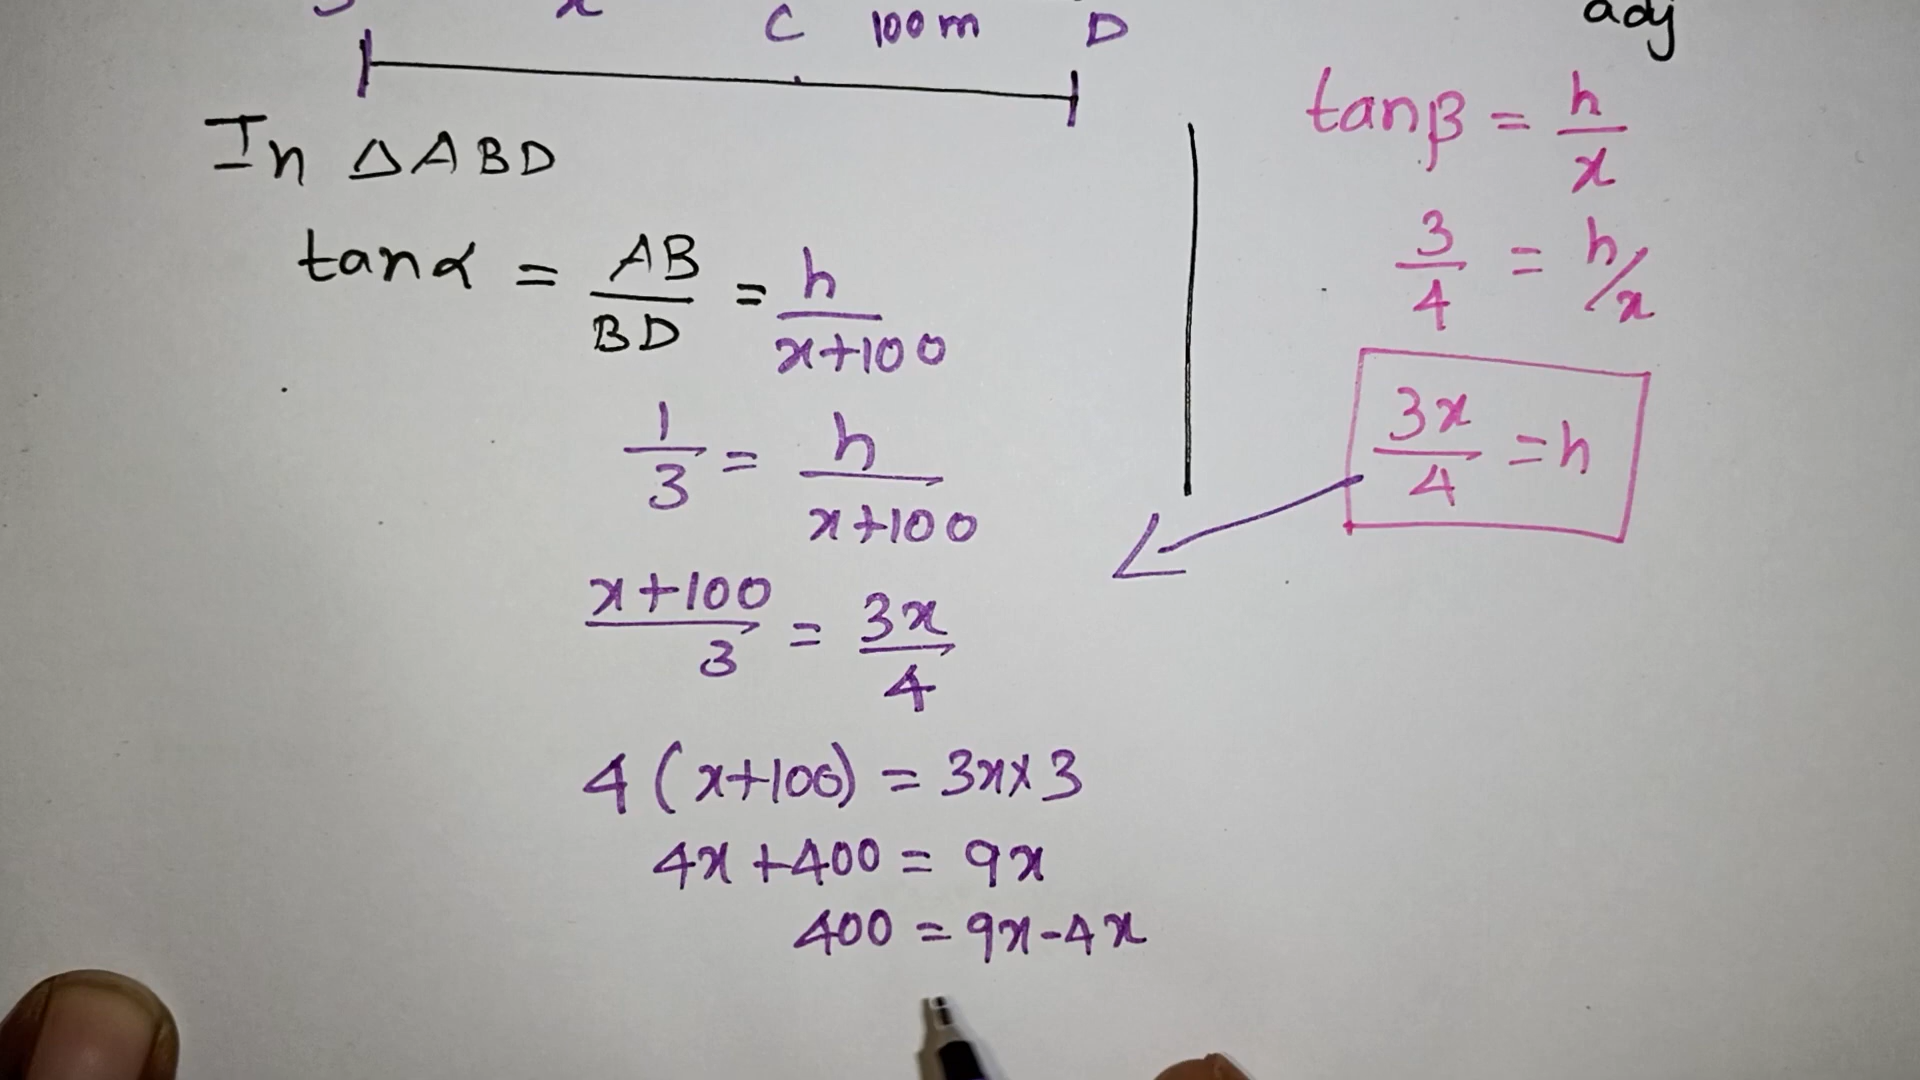 x C 100m D
In △ABD
tanα = AB/BD = h/x+100
1/3 = h/x+100
x+100/3 = 3x/4
4(x+100) = 3x×3
4x+400 = 9x
400 = 9x-4x
adj
tanβ = h/x
3/4 = h/x
3x/4 = h